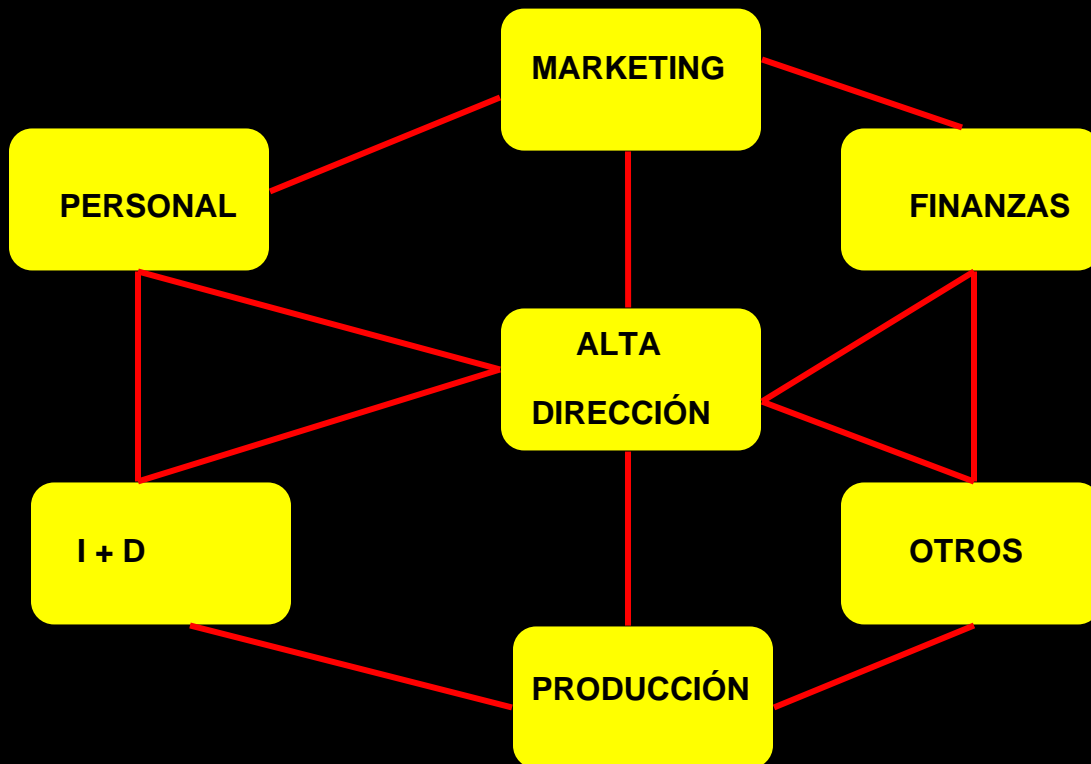 MARKETING
PERSONAL
FINANZAS
ALTA
DIRECCIÓN
I + D
OTROS
PRODUCCIÓN